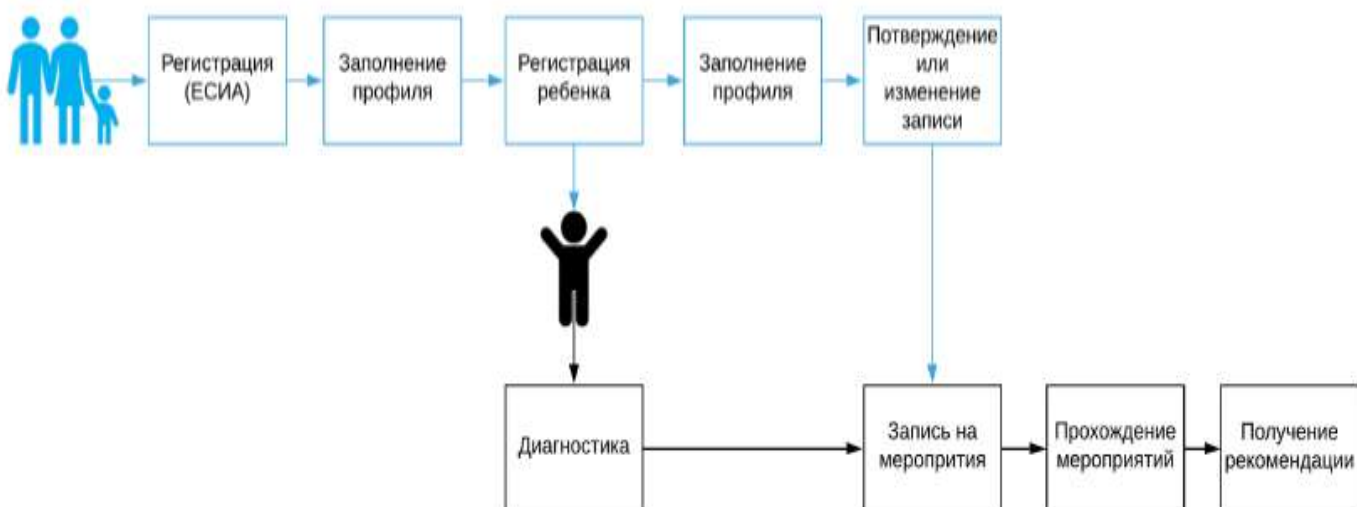 Регистрация
(ЕСИА)
Заполнение
профиля
Регистрация
ребенка
Заполнение
профиля
Потверждение
или
изменение
записи
Диагностика
Запись на
меропрития
Прохождение
мероприятий
Получение
рекомендации